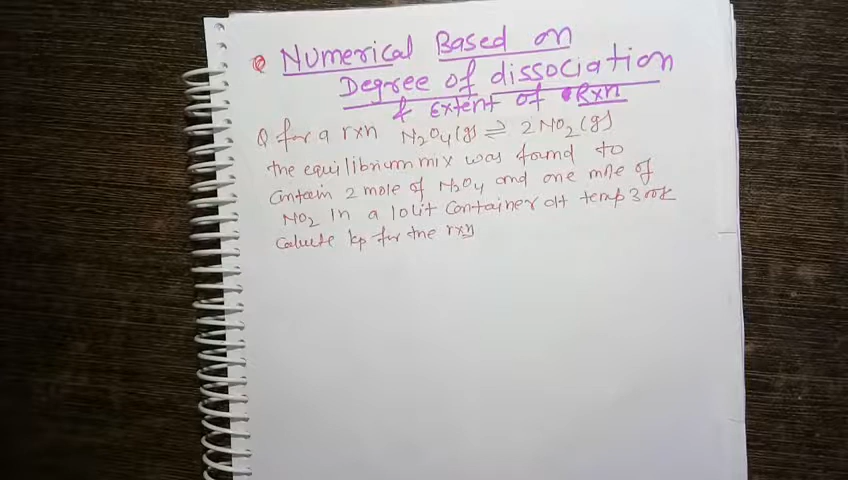 Q Numerical Based on
Degree of dissociation
& Extent of Rxn
Q for a rxn N₂O₄(g) ⇌ 2NO₂(g)
the equilibrium mix was found to
Contain 2 mole of N₂O₄ and one mole of
NO₂ in a 10 lit Container at temp 300K
Calculate kp for the rxn